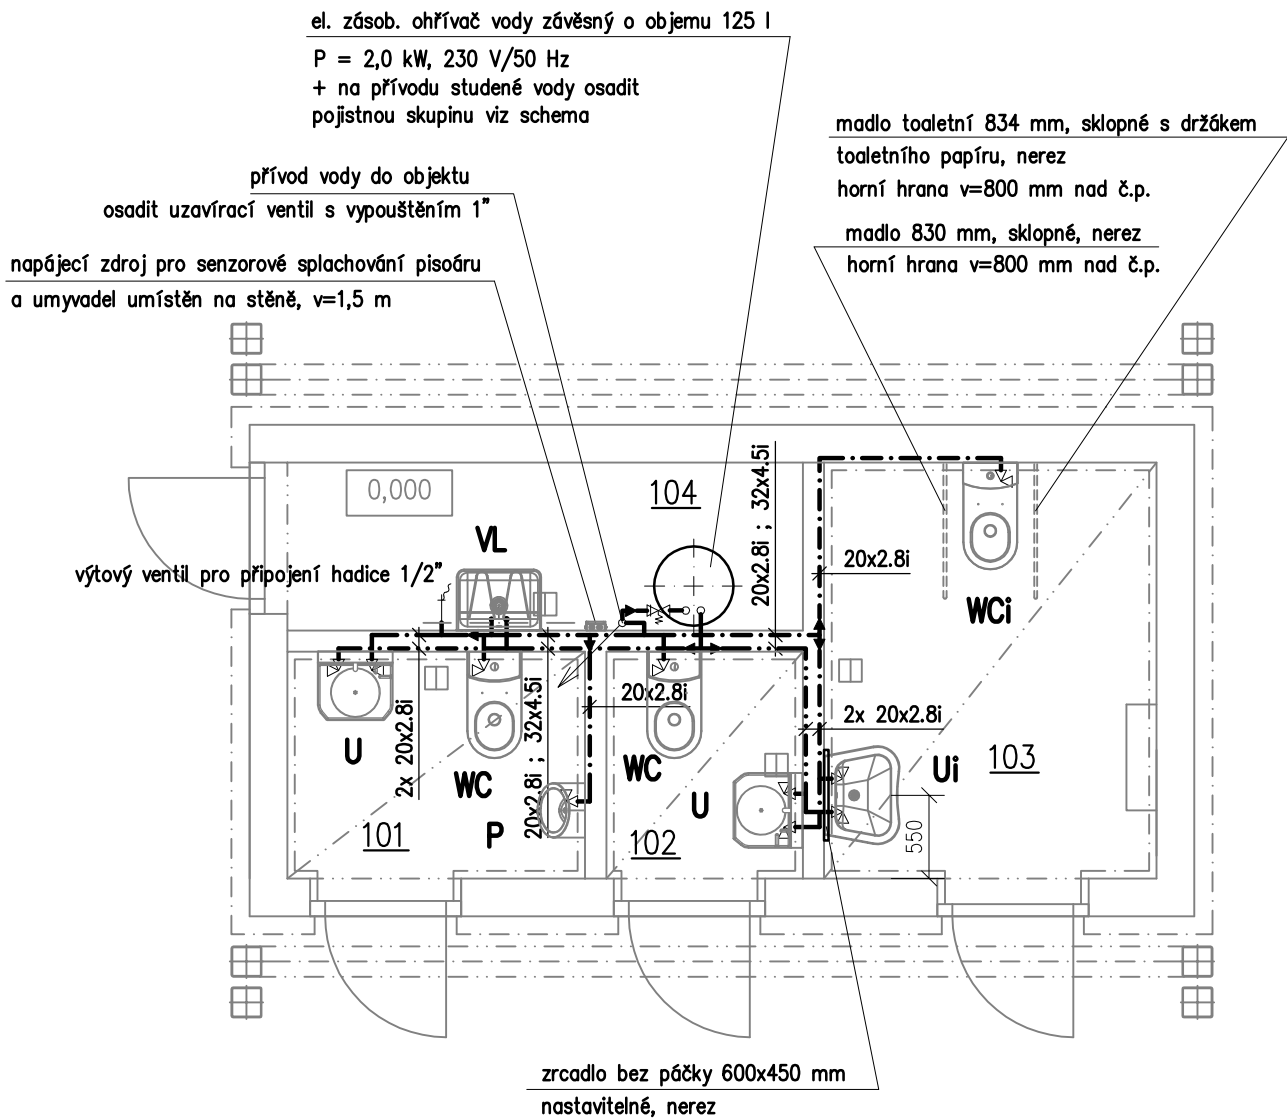 el. zásob. ohřívač vody závěsný o objemu 125 l
P = 2,0 kW, 230 V/50 Hz
+ na přívodu studené vody osadit
pojistnou skupinu viz schema
madlo toaletní 834 mm, sklopné s držákem
toaletního papíru, nerez
horní hrana v=800 mm nad č.p.
přívod vody do objektu
osadit uzavírací ventil s vypouštěním 1"
madlo 830 mm, sklopné, nerez
horní hrana v=800 mm nad č.p.
napájecí zdroj pro senzorové splachování pisoáru
a umyvadel umístěn na stěně, v=1,5 m
0,000
104
20x2.8i ; 32x4.5i
VL
20x2.8i
výtový ventil pro připojení hadice 1/2"
WCi
20x2.8i
2x 20x2.8i
U
2x 20x2.8i
WC
20x2.8i ; 32x4.5i
WC
Ui
103
U
P
101
102
550
zrcadlo bez páčky 600x450 mm
nastavitelné, nerez